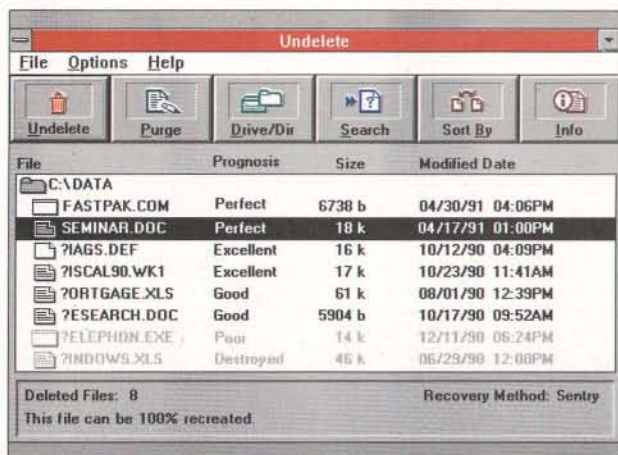 Undelete
File Options Help
Undelete Purge Drive/Dir Search Sort By Info
File Prognosis Size Modified Date
C:\DATA
FASTPAK.COM Perfect 6738 b 04/30/91 04:06PM
SEMINAR.DOC Perfect 18 k 04/17/91 01:00PM
?IAGS.DEF Excellent 16 k 10/12/90 04:09PM
?ISCAL90.WK1 Excellent 17 k 10/23/90 11:41AM
?ORTGAGE.XLS Good 61 k 08/01/90 12:39PM
?ESEARCH.DOC Good 5904 b 10/17/90 09:52AM
?ELEPHON.EXE Poor 14 k 12/11/90 06:24PM
?INDOWS.XLS Destroyed 46 k 06/29/90 12:00PM
Deleted Files: 8 Recovery Method: Sentry
This file can be 100% recreated.